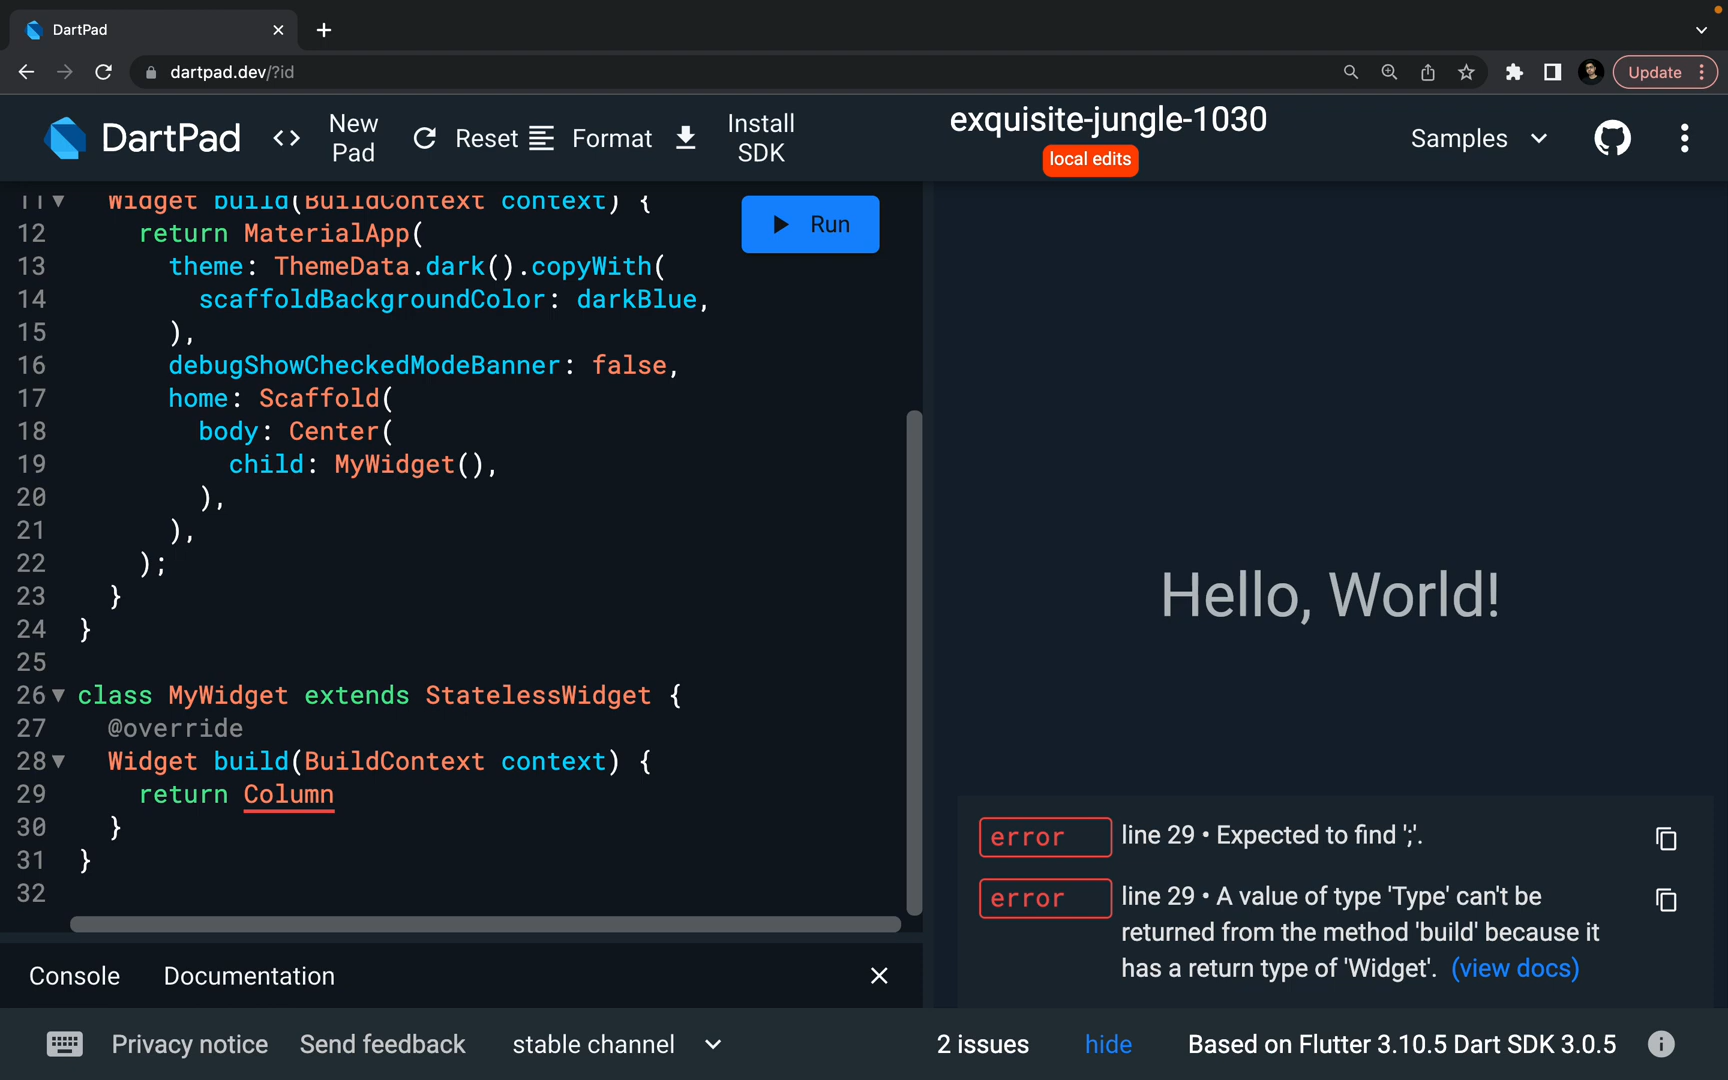 DartPad
dartpad.dev/?id
Update
DartPad
<> New Pad
Reset
Format
Install SDK
exquisite-jungle-1030
local edits
Samples
11 Widget build(BuildContext context) {
Run
12 return MaterialApp(
13 theme: ThemeData.dark().copyWith(
14 scaffoldBackgroundColor: darkBlue,
15 ),
16 debugShowCheckedModeBanner: false,
17 home: Scaffold(
18 body: Center(
19 child: MyWidget(),
20 ),
21 ),
22 );
23 }
24 }
25
26 class MyWidget extends StatelessWidget {
27 @override
28 Widget build(BuildContext context) {
29 return Column
30 }
31 }
32
Hello, World!
error line 29 • Expected to find ';'.
error line 29 • A value of type 'Type' can't be
returned from the method 'build' because it
has a return type of 'Widget'. (view docs)
Console Documentation
Privacy notice Send feedback stable channel
2 issues hide Based on Flutter 3.10.5 Dart SDK 3.0.5